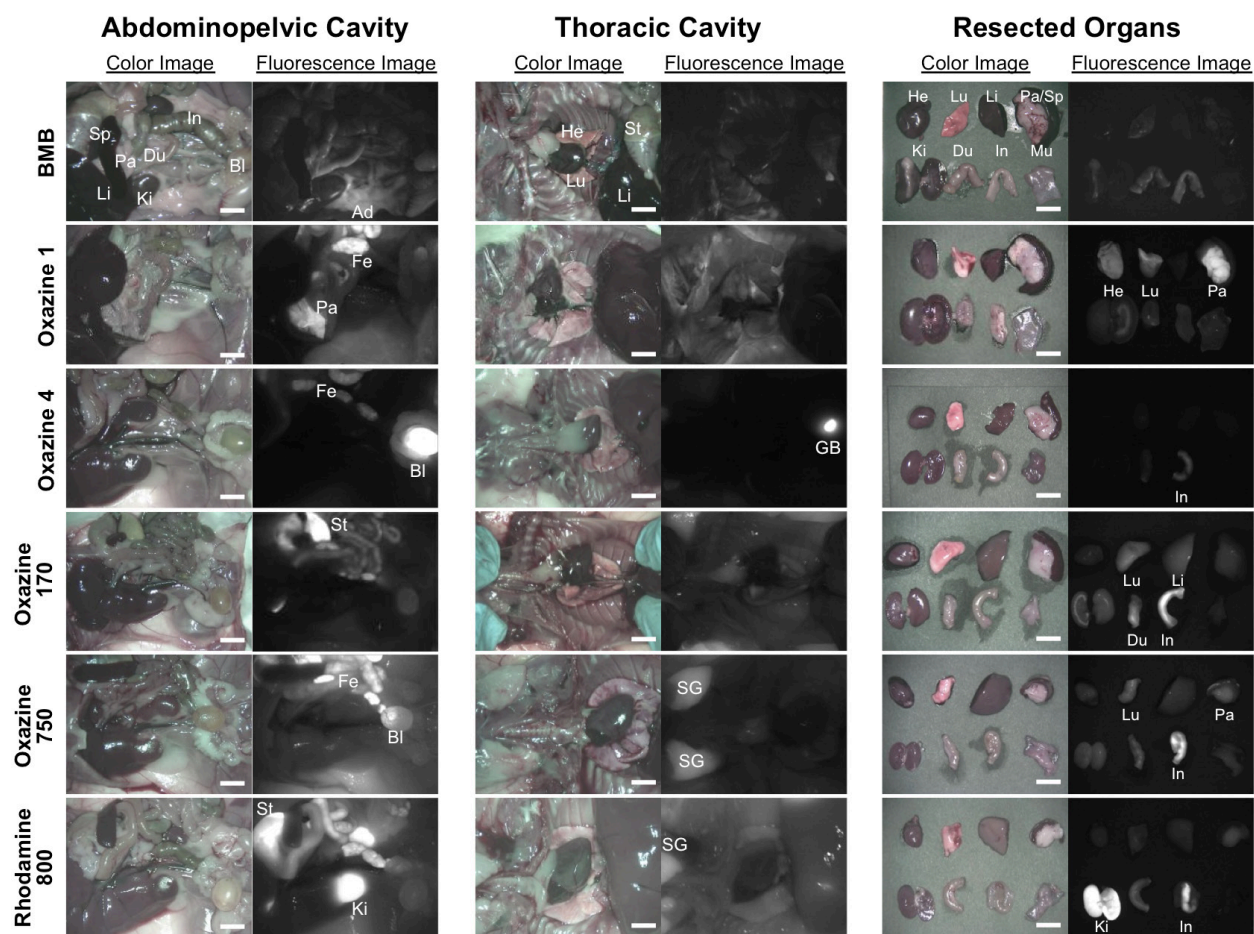 Abdominopelvic Cavity
Thoracic Cavity
Resected Organs
Color Image
Fluorescence Image
Color Image
Fluorescence Image
Color Image
Fluorescence Image
BMB
Sp
In
Pa
Du
Bl
Li
Ki
Ad
He
St
Lu
Li
He
Lu
Li
Pa/Sp
Ki
Du
In
Mu
Oxazine 1
Fe
Pa
He
Lu
Pa
Oxazine 4
Fe
Bl
GB
In
Oxazine
170
St
Lu
Li
Du
In
Oxazine
750
Fe
Bl
SG
SG
Lu
Pa
In
Rhodamine
800
St
Ki
SG
Ki
In